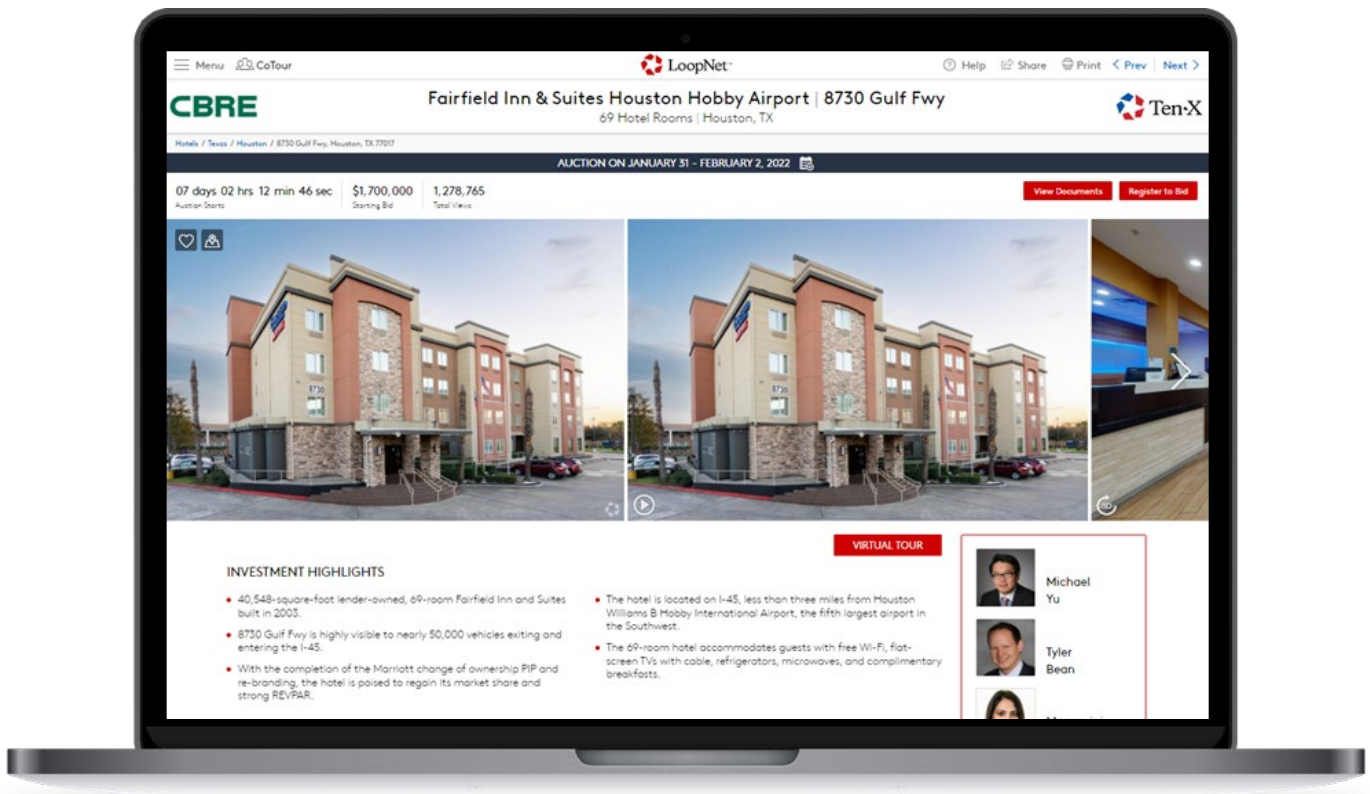 Menu CoTour LoopNet Help Share Print < Prev Next >
CBRE
Fairfield Inn & Suites Houston Hobby Airport | 8730 Gulf Fwy
69 Hotel Rooms | Houston, TX
Ten-X
Hotels / Texas / Houston / 8730 Gulf Fwy, Houston, TX 77017
AUCTION ON JANUARY 31 - FEBRUARY 2, 2022
07 days 02 hrs 12 min 46 sec $1,700,000 1,278,765
Auction Starts Starting Bid Total Views
View Documents Register to Bid
8730
8730
VIRTUAL TOUR
INVESTMENT HIGHLIGHTS
• 40,548-square-foot lender-owned, 69-room Fairfield Inn and Suites
built in 2003.
• 8730 Gulf Fwy is highly visible to nearly 50,000 vehicles exiting and
entering the I-45.
• With the completion of the Marriott change of ownership PIP and
re-branding, the hotel is poised to regain its market share and
strong REVPAR.
• The hotel is located on I-45, less than three miles from Houston
Williams B Hobby International Airport, the fifth largest airport in
the Southwest.
• The 69-room hotel accommodates guests with free Wi-Fi, flat-
screen TVs with cable, refrigerators, microwaves, and complimentary
breakfasts.
Michael
Yu
Tyler
Bean